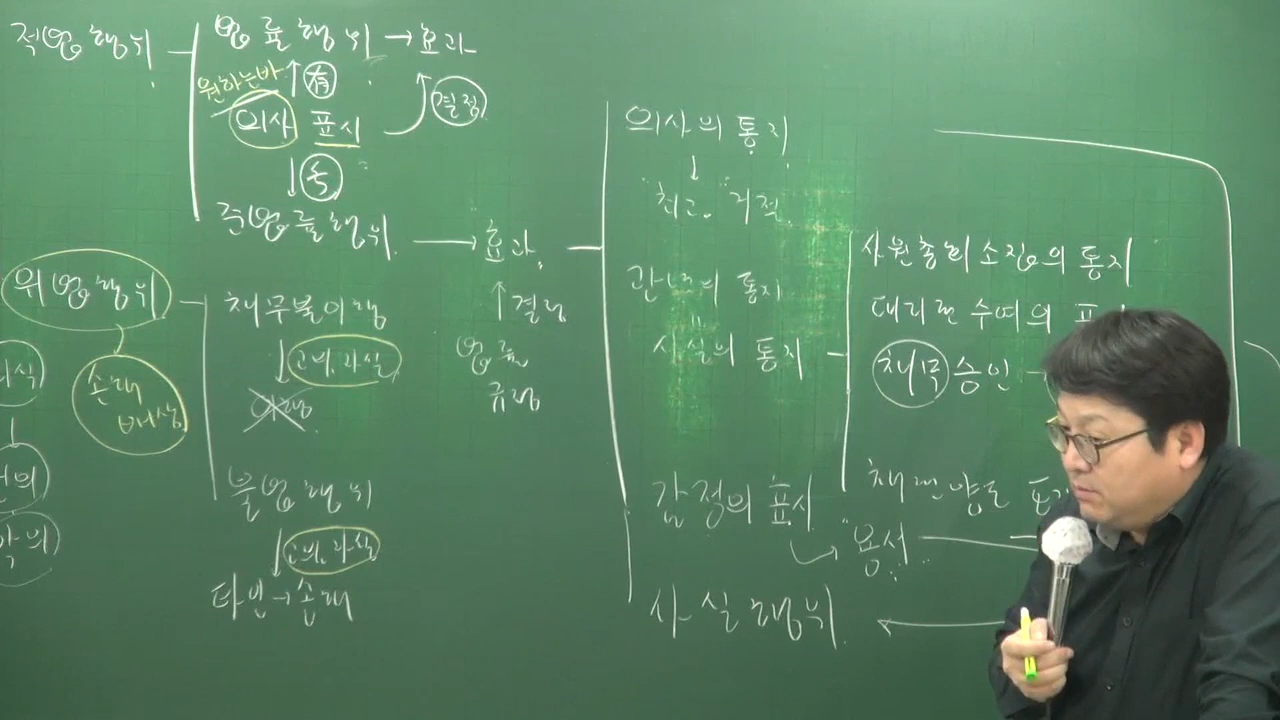 적법행위
법률행위 → 효과
원하는바
有
결정
의사 표시
준법률행위 → 효과
결정
법률
규정
위법행위
손해
배상
채무불이행
고의, 과실
이행
불법행위
고의, 과실
타인 → 손해
의사의 통지
"최고, 거절"
관념의 통지
사실의 통지
감정의 표시
"용서"
사실행위
사원총회 소집의 통지
대리권 수여의 표
채무 승인
채권양도